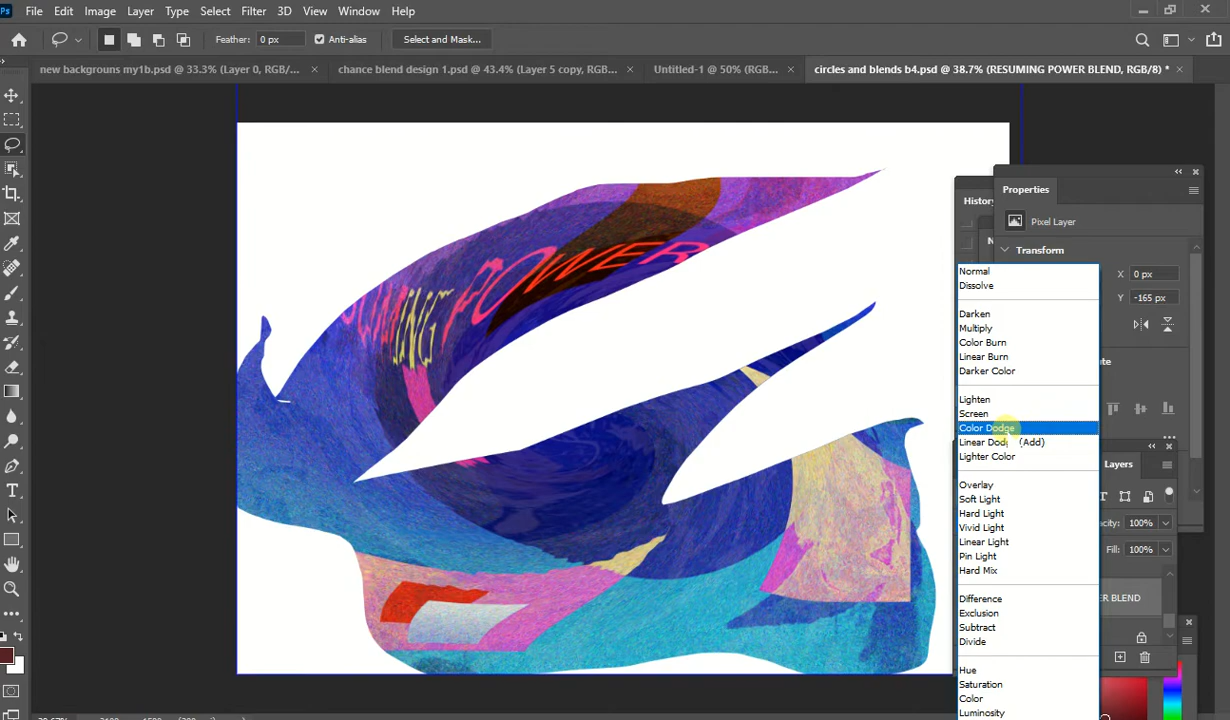 Ps File Edit Image Layer Type Select Filter 3D View Window Help
Feather: 0 px Anti-alias Select and Mask...
new backgrouns my1b.psd @ 33.3% (Layer 0, RGB/... × chance blend design 1.psd @ 43.4% (Layer 5 copy, RGB... × Untitled-1 @ 50% (RGB... × circles and blends b4.psd @ 38.7% (RESUMING POWER BLEND, RGB/8) * ×
Properties
Pixel Layer
Transform
X 0 px
Y -165 px
Normal
Dissolve
Darken
Multiply
Color Burn
Linear Burn
Darker Color
Lighten
Screen
Color Dodge
Linear Dodge (Add)
Lighter Color
Overlay
Soft Light
Hard Light
Vivid Light
Linear Light
Pin Light
Hard Mix
Difference
Exclusion
Subtract
Divide
Hue
Saturation
Color
Luminosity
Layers
100%
Fill: 100%
BLEND
POWER